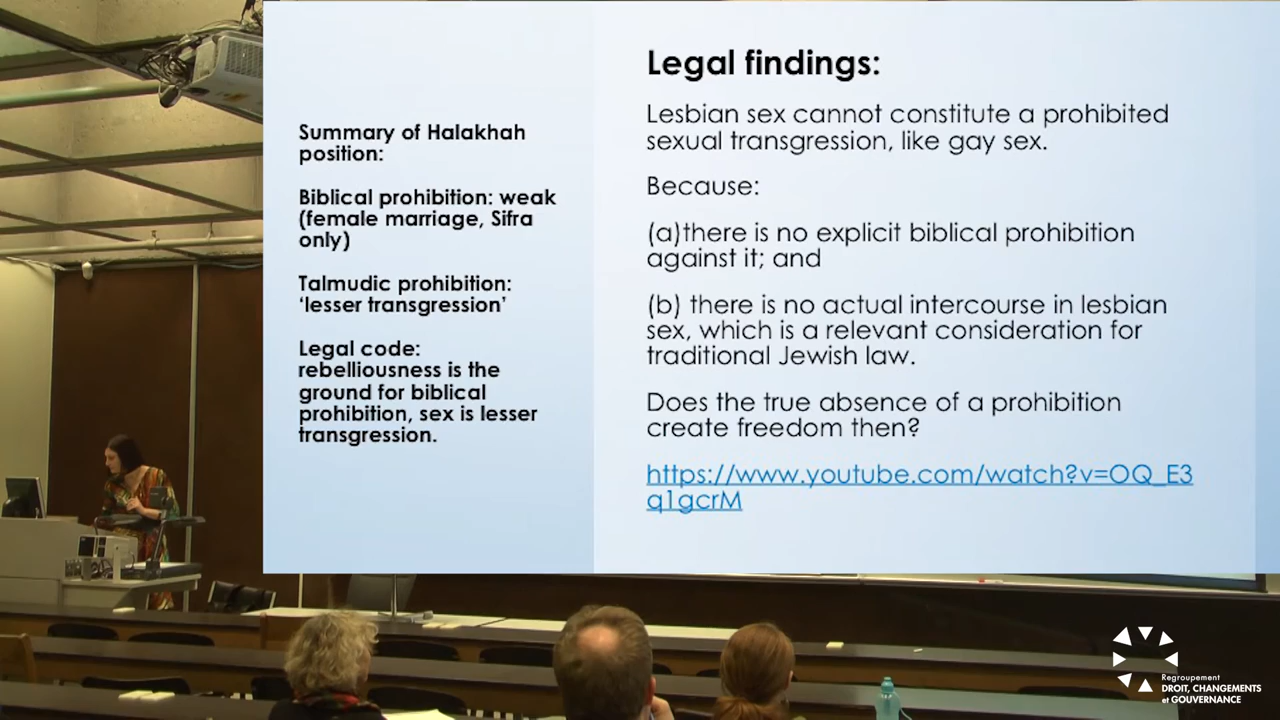 Summary of Halakhah
position:
Biblical prohibition: weak
(female marriage, Sifra
only)
Talmudic prohibition:
‘lesser transgression’
Legal code:
rebelliousness is the
ground for biblical
prohibition, sex is lesser
transgression.
Legal findings:
Lesbian sex cannot constitute a prohibited
sexual transgression, like gay sex.
Because:
(a)there is no explicit biblical prohibition
against it; and
(b) there is no actual intercourse in lesbian
sex, which is a relevant consideration for
traditional Jewish law.
Does the true absence of a prohibition
create freedom then?
https://www.youtube.com/watch?v=OQ_E3
q1gcrM
Regroupement
DROIT, CHANGEMENTS
et GOUVERNANCE